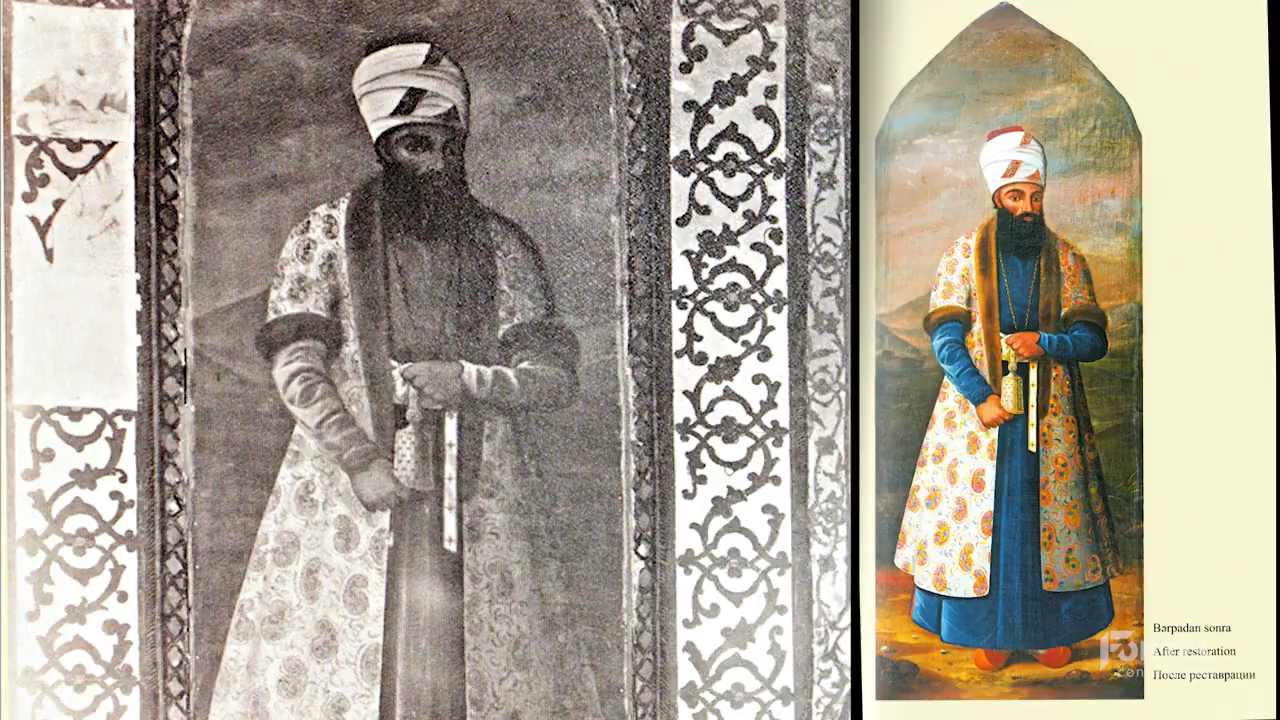 Bərpadan sonra
After restoration
После реставрации